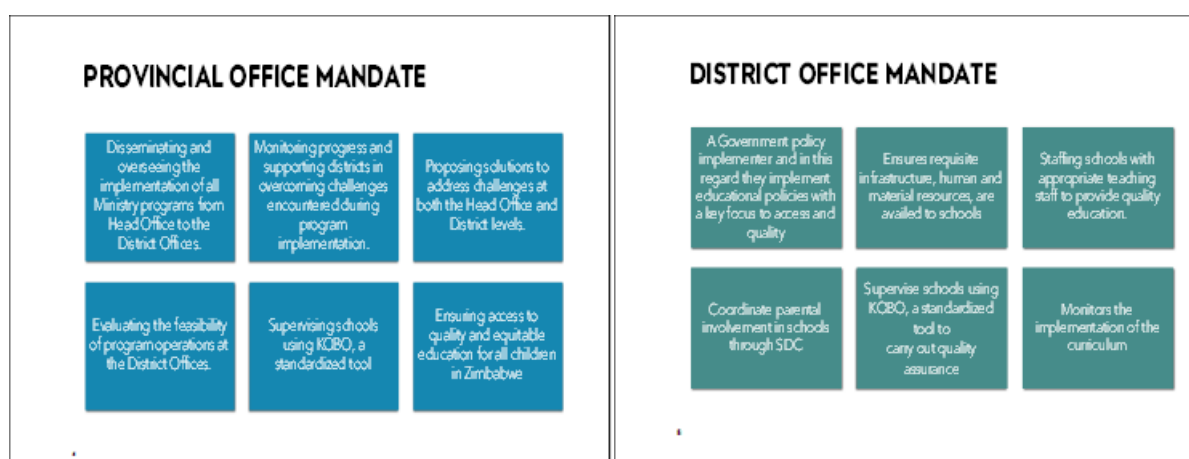 PROVINCIAL OFFICE MANDATE
Disseminating and
overseeing the
implementation of all
Ministry programs from
Head Office to the
District Offices.
Monitoring progress and
supporting districts in
overcoming challenges
encountered during
program
implementation.
Proposing solutions to
address challenges at
both the Head Office and
District levels.
Evaluating the feasibility
of program operations at
the District Offices.
Supervising schools
using KOBO, a
standardized tool
Ensuring access to
quality and equitable
education for all children
in Zimbabwe
DISTRICT OFFICE MANDATE
A Government policy
implementer and in this
regard they implement
educational policies with
a key focus to access and
quality
Ensures requisite
infrastructure, human and
material resources, are
availed to schools
Staffing schools with
appropriate teaching
staff to provide quality
education.
Coordinate parental
involvement in schools
through SDC
Supervise schools using
KOBO, a standardized
tool to
carry out quality
assurance
Monitors the
implementation of the
curriculum